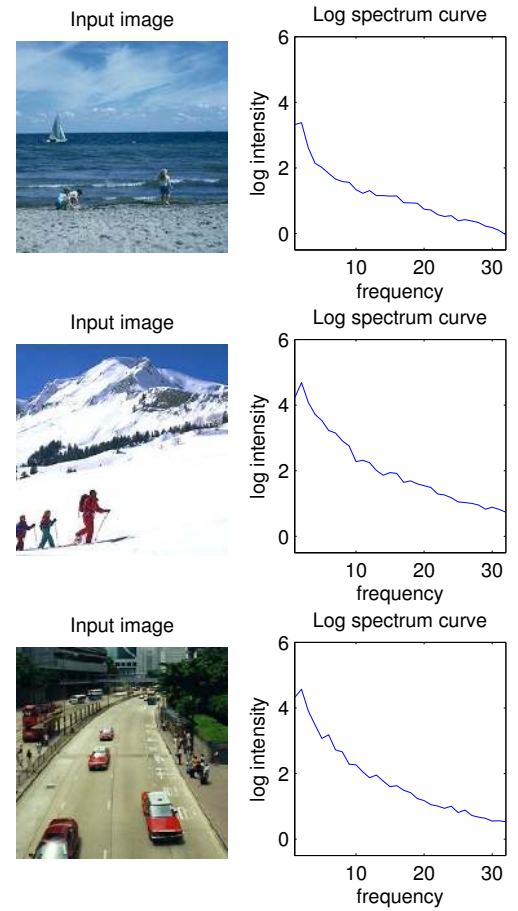 Input image
Log spectrum curve
6
4
2
0
log intensity
10 20 30
frequency
Input image
Log spectrum curve
6
4
2
0
log intensity
10 20 30
frequency
Input image
Log spectrum curve
6
4
2
0
log intensity
10 20 30
frequency